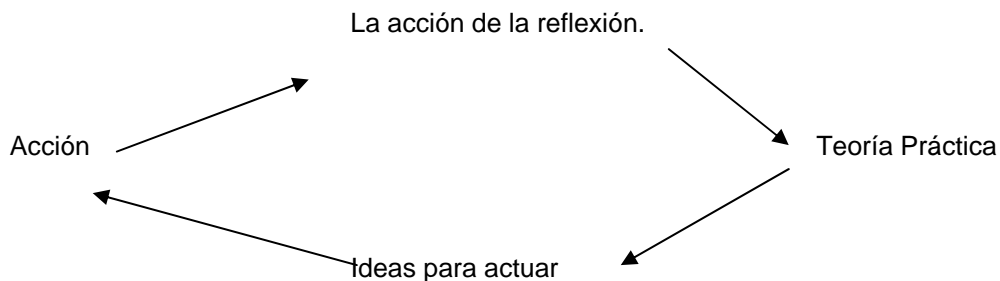 La acción de la reflexión.
Acción
Teoría Práctica
Ideas para actuar